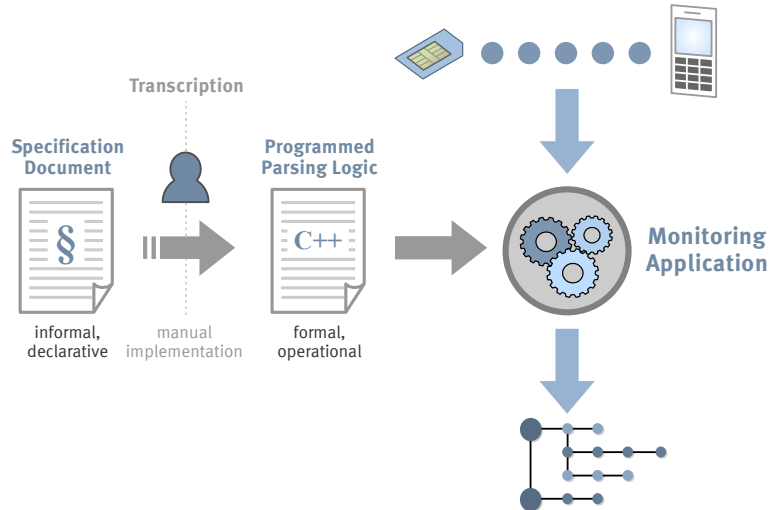 Transcription
Specification
Document
§
informal,
declarative
manual
implementation
Programmed
Parsing Logic
C++
formal,
operational
Monitoring
Application